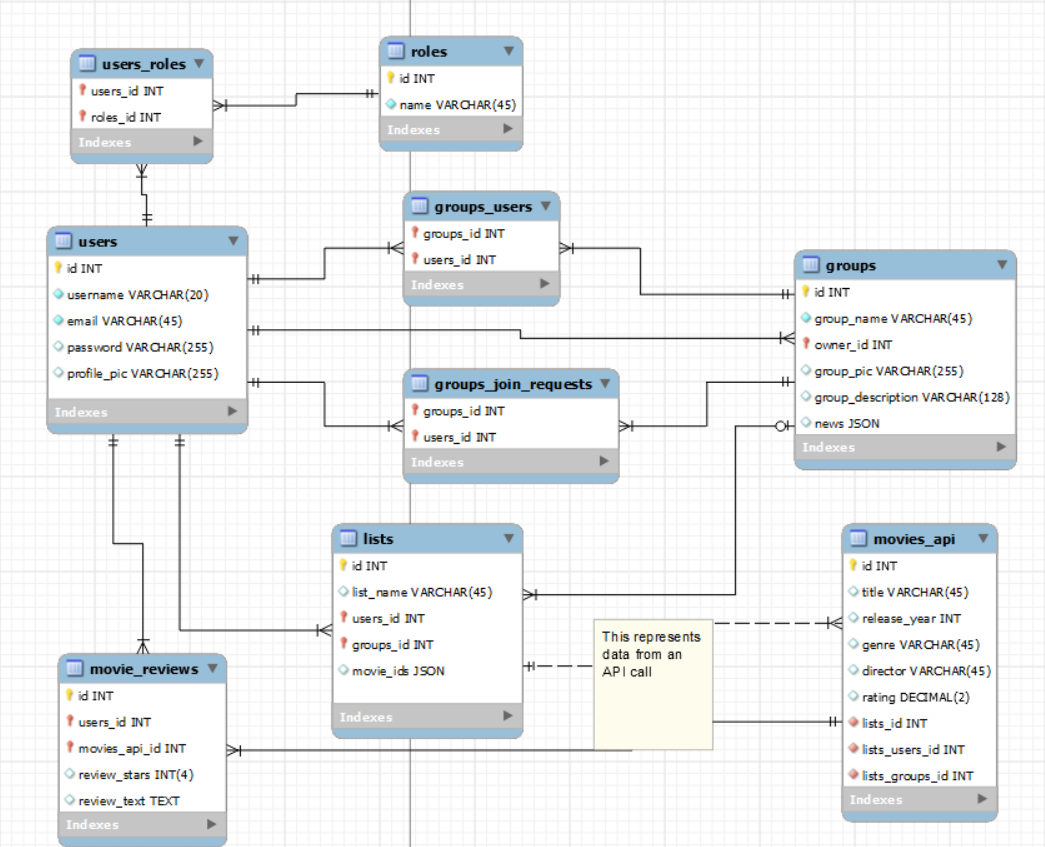 users_roles
users_id INT
roles_id INT
Indexes
roles
id INT
name VARCHAR(45)
Indexes
groups_users
groups_id INT
users_id INT
Indexes
users
id INT
username VARCHAR(20)
email VARCHAR(45)
password VARCHAR(255)
profile_pic VARCHAR(255)
Indexes
groups
id INT
group_name VARCHAR(45)
owner_id INT
group_pic VARCHAR(255)
group_description VARCHAR(128)
news JSON
Indexes
groups_join_requests
groups_id INT
users_id INT
Indexes
lists
id INT
list_name VARCHAR(45)
users_id INT
groups_id INT
movie_ids JSON
Indexes
This represents
data from an
API call
movies_api
id INT
title VARCHAR(45)
release_year INT
genre VARCHAR(45)
director VARCHAR(45)
rating DECIMAL(2)
lists_id INT
lists_users_id INT
lists_groups_id INT
Indexes
movie_reviews
id INT
users_id INT
movies_api_id INT
review_stars INT(4)
review_text TEXT
Indexes